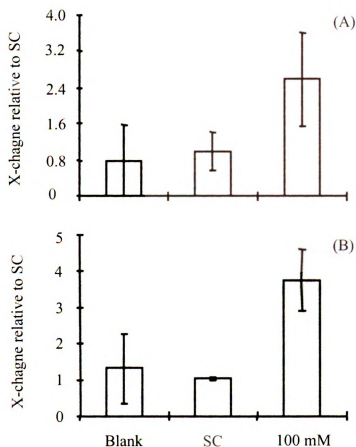 (A)
X-chagne relative to SC
4.0
3.2
2.4
1.6
0.8
0
(B)
X-chagne relative to SC
5
4
3
2
1
0
Blank SC 100 mM